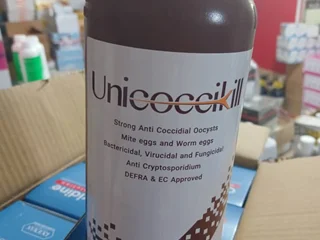 Unicoccikill
Strong Anti Coccidial Oocysts
Mite eggs and Worm eggs
Bactericidal, Virucidal and Fungicidal
Anti Cryptosporidium
DEFRA & EC Approved